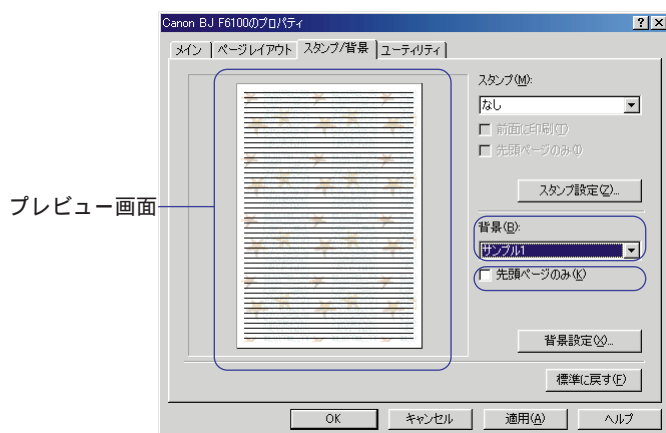 Canon BJ F6100のプロパティ
メイン ページレイアウト スタンプ/背景 ユーティリティ
スタンプ(M):
なし
前面に印刷(T)
先頭ページのみ(I)
スタンプ設定(Z)...
プレビュー画面
背景(B):
サンプル1
先頭ページのみ(K)
背景設定(X)...
標準に戻す(F)
OK キャンセル 適用(A) ヘルプ